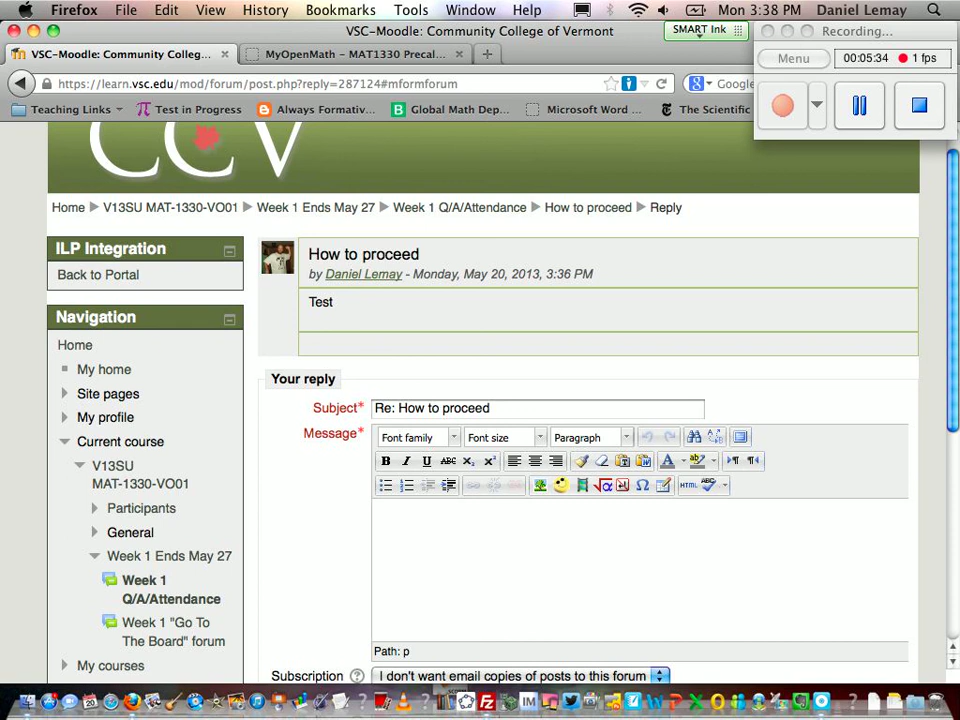 Firefox File Edit View History Bookmarks Tools Window Help Mon 3:38 PM Daniel Lemay
VSC-Moodle: Community College of Vermont
SMART Ink
Recording...
VSC-Moodle: Community Colleg...
MyOpenMath - MAT1330 Precal...
Menu
00:05:34 1 fps
https://learn.vsc.edu/mod/forum/post.php?reply=287124#mformforum
Google
Teaching Links Test in Progress Always Formativ... Global Math Dep... Microsoft Word ... The Scientific
CCV
Home V13SU MAT-1330-VO01 Week 1 Ends May 27 Week 1 Q/A/Attendance How to proceed Reply
ILP Integration
Back to Portal
How to proceed
by Daniel Lemay - Monday, May 20, 2013, 3:36 PM
Test
Navigation
Home
My home
Site pages
My profile
Current course
V13SU
MAT-1330-VO01
Participants
General
Week 1 Ends May 27
Week 1
Q/A/Attendance
Week 1 "Go To
The Board" forum
My courses
Your reply
Subject*
Re: How to proceed
Message*
Font family Font size Paragraph
B I U ABC
HTML ABC
Path: p
Subscription
I don't want email copies of posts to this forum